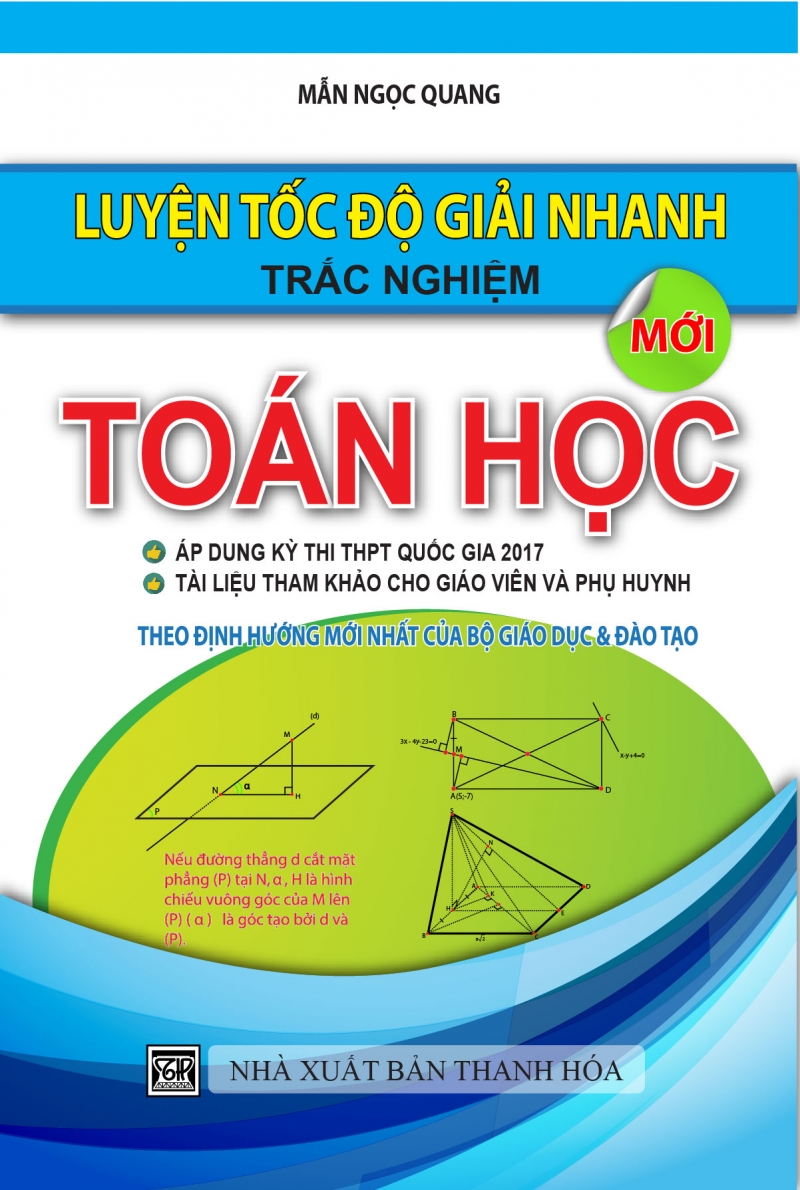 MẪN NGỌC QUANG
LUYỆN TỐC ĐỘ GIẢI NHANH
TRẮC NGHIỆM
MỚI
TOÁN HỌC
ÁP DUNG KỲ THI THPT QUỐC GIA 2017
TÀI LIỆU THAM KHẢO CHO GIÁO VIÊN VÀ PHỤ HUYNH
THEO ĐỊNH HƯỚNG MỚI NHẤT CỦA BỘ GIÁO DỤC & ĐÀO TẠO
(d)
M
N
α
H
P
B
C
3x - 4y-23=0
M
x-y+4=0
A(5;-7)
D
S
N
A
D
K
H
E
B
a√2
C
Nếu đường thẳng d cắt mặt
phẳng (P) tại N, α , H là hình
chiếu vuông góc của M lên
(P) ( α ) là góc tạo bởi d và
(P).
NHÀ XUẤT BẢN THANH HÓA